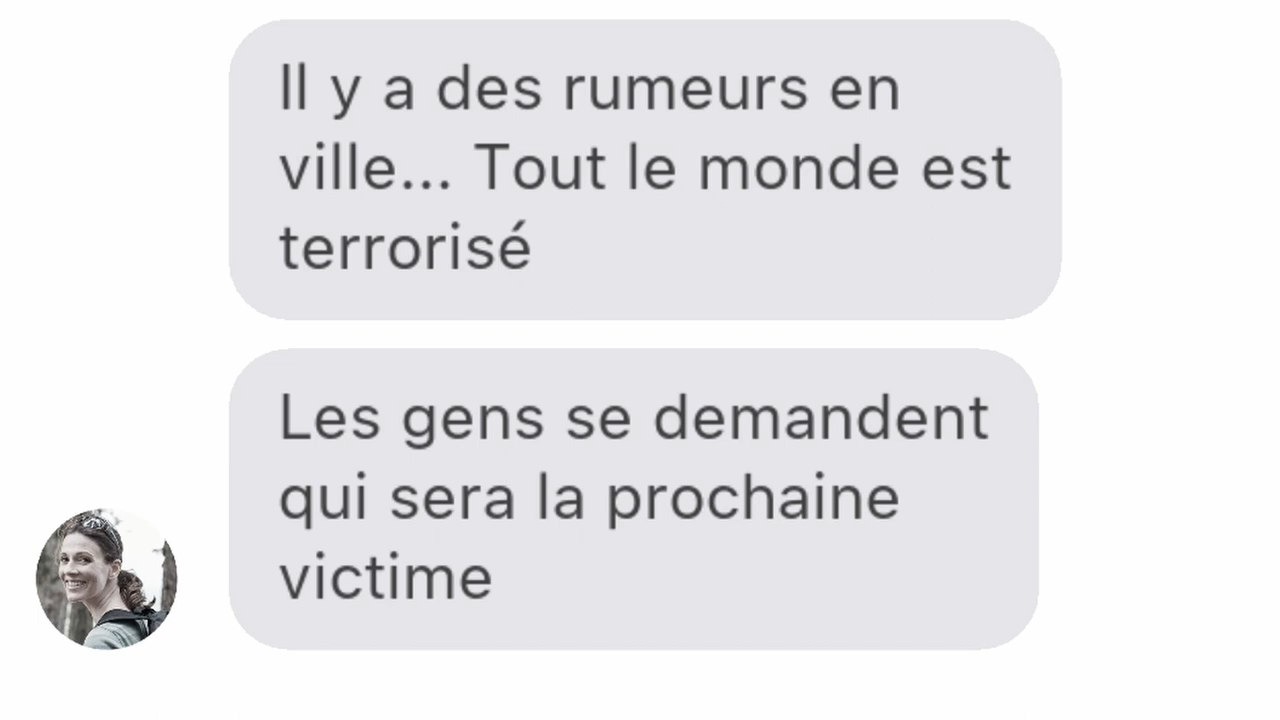 Il y a des rumeurs en
ville... Tout le monde est
terrorisé
Les gens se demandent
qui sera la prochaine
victime